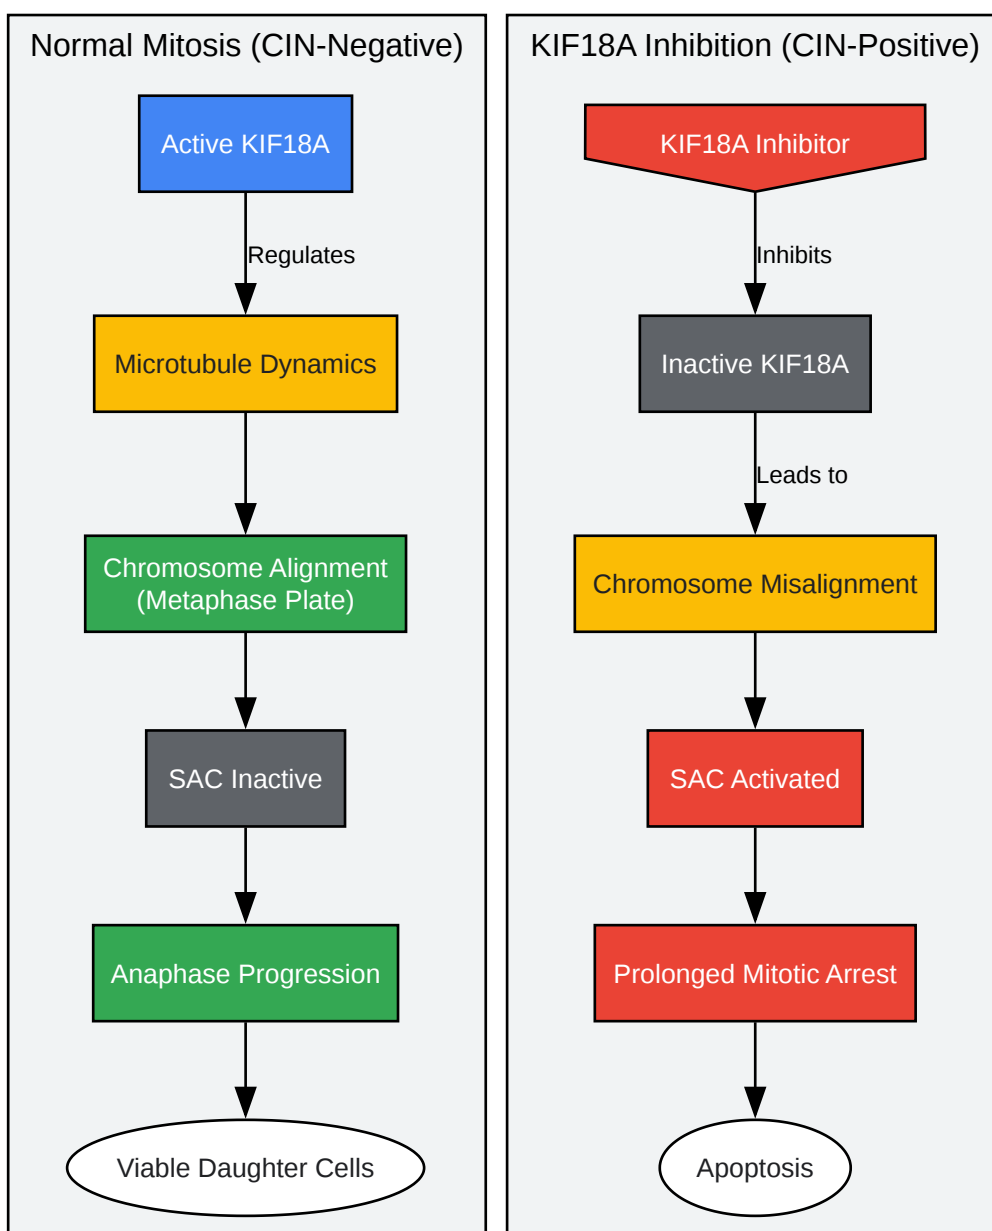 Normal Mitosis (CIN-Negative)
Active KIF18A
Regulates
Microtubule Dynamics
Chromosome Alignment
(Metaphase Plate)
SAC Inactive
Anaphase Progression
Viable Daughter Cells
KIF18A Inhibition (CIN-Positive)
KIF18A Inhibitor
Inhibits
Inactive KIF18A
Leads to
Chromosome Misalignment
SAC Activated
Prolonged Mitotic Arrest
Apoptosis